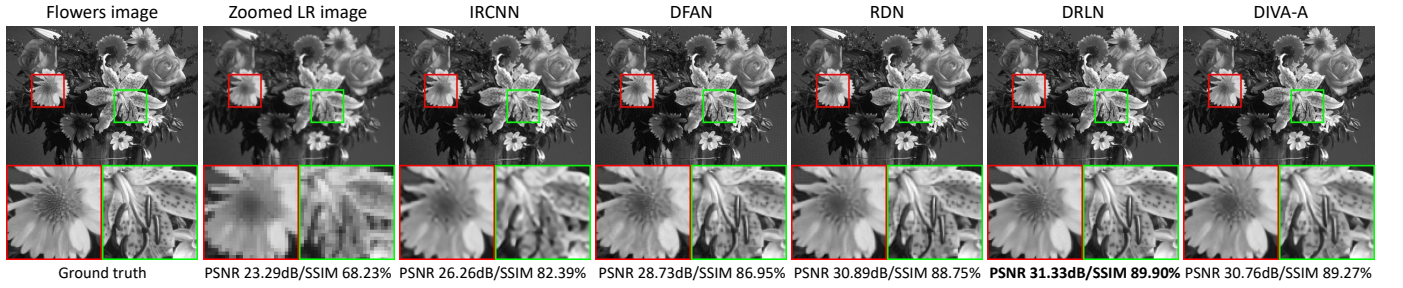 Flowers image
Zoomed LR image
IRCNN
DFAN
RDN
DRLN
DIVA-A
Ground truth
PSNR 23.29dB/SSIM 68.23%
PSNR 26.26dB/SSIM 82.39%
PSNR 28.73dB/SSIM 86.95%
PSNR 30.89dB/SSIM 88.75%
PSNR 31.33dB/SSIM 89.90%
PSNR 30.76dB/SSIM 89.27%